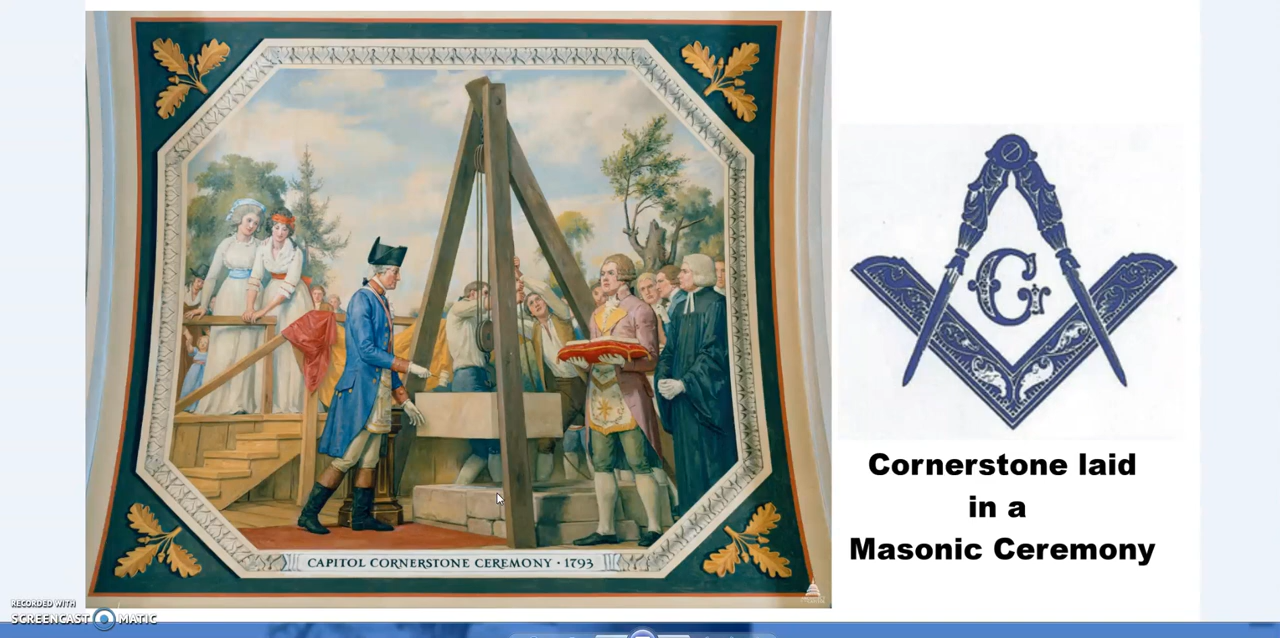 CAPITOL CORNERSTONE CEREMONY · 1793
G
Cornerstone laid
in a
Masonic Ceremony
RECORDED WITH
SCREENCAST MATIC